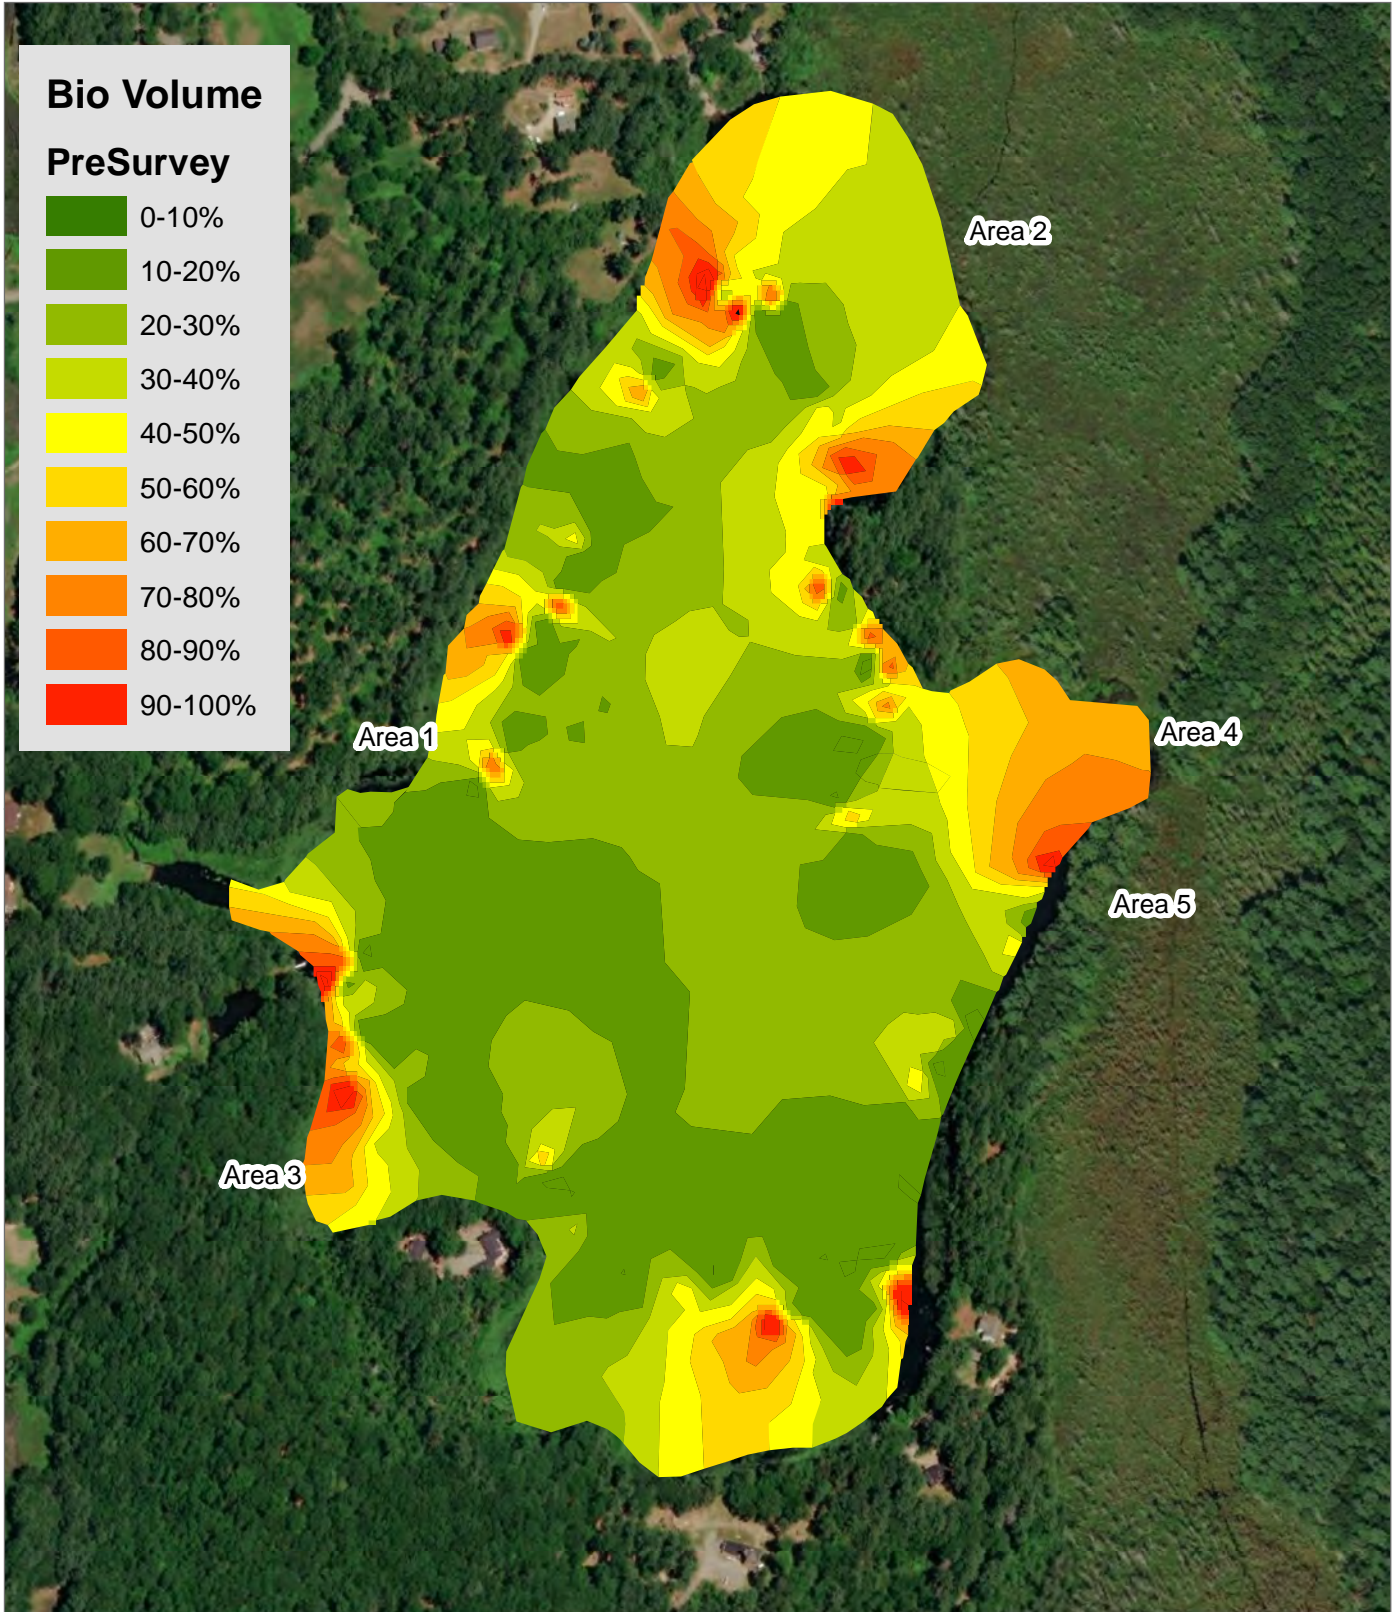 Bio Volume
PreSurvey
0-10%
10-20%
20-30%
30-40%
40-50%
50-60%
60-70%
70-80%
80-90%
90-100%
Area 2
Area 4
Area 1
Area 5
Area 3